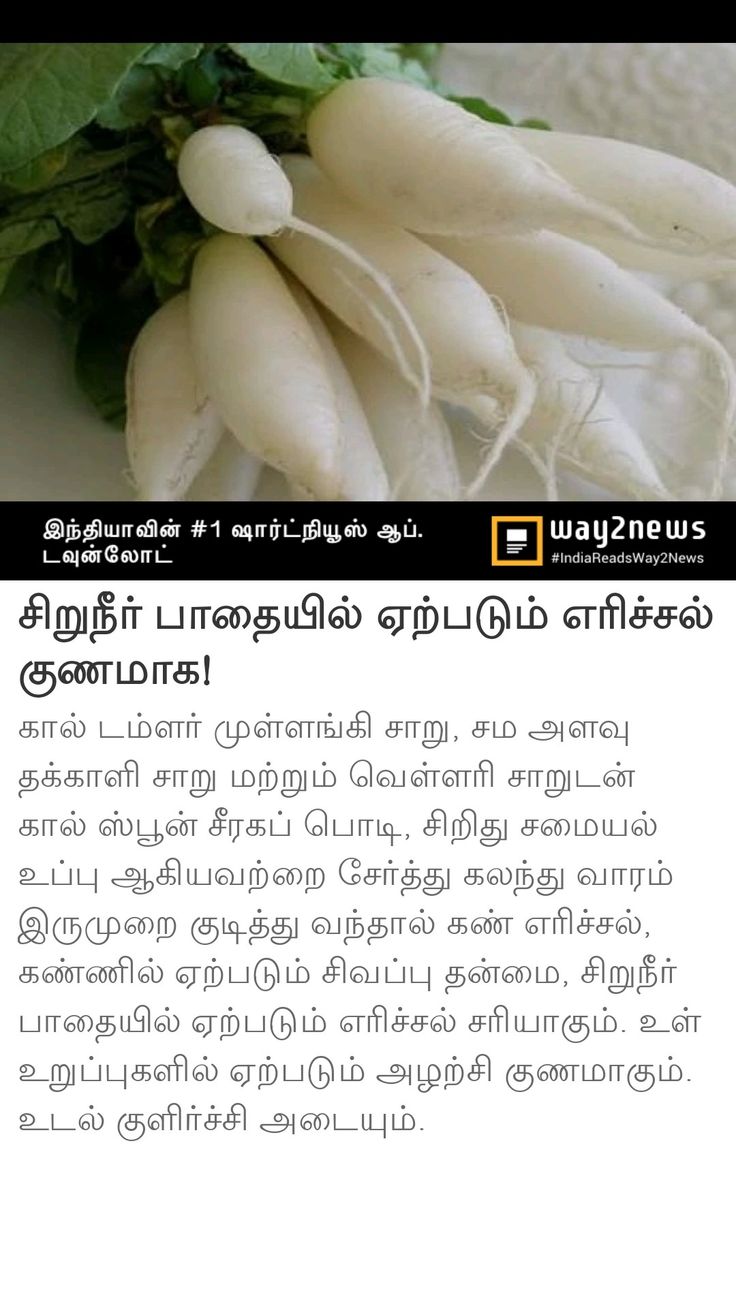 இந்தியாவின் #1 ஷார்ட்நியூஸ் ஆப்.
டவுன்லோட்
way2news
#IndiaReadsWay2News
சிறுநீர் பாதையில் ஏற்படும் எரிச்சல்
குணமாக!
கால் டம்ளர் முள்ளங்கி சாறு, சம அளவு
தக்காளி சாறு மற்றும் வெள்ளரி சாறுடன்
கால் ஸ்பூன் சீரகப் பொடி, சிறிது சமையல்
உப்பு ஆகியவற்றை சேர்த்து கலந்து வாரம்
இருமுறை குடித்து வந்தால் கண் எரிச்சல்,
கண்ணில் ஏற்படும் சிவப்பு தன்மை, சிறுநீர்
பாதையில் ஏற்படும் எரிச்சல் சரியாகும். உள்
உறுப்புகளில் ஏற்படும் அழற்சி குணமாகும்.
உடல் குளிர்ச்சி அடையும்.